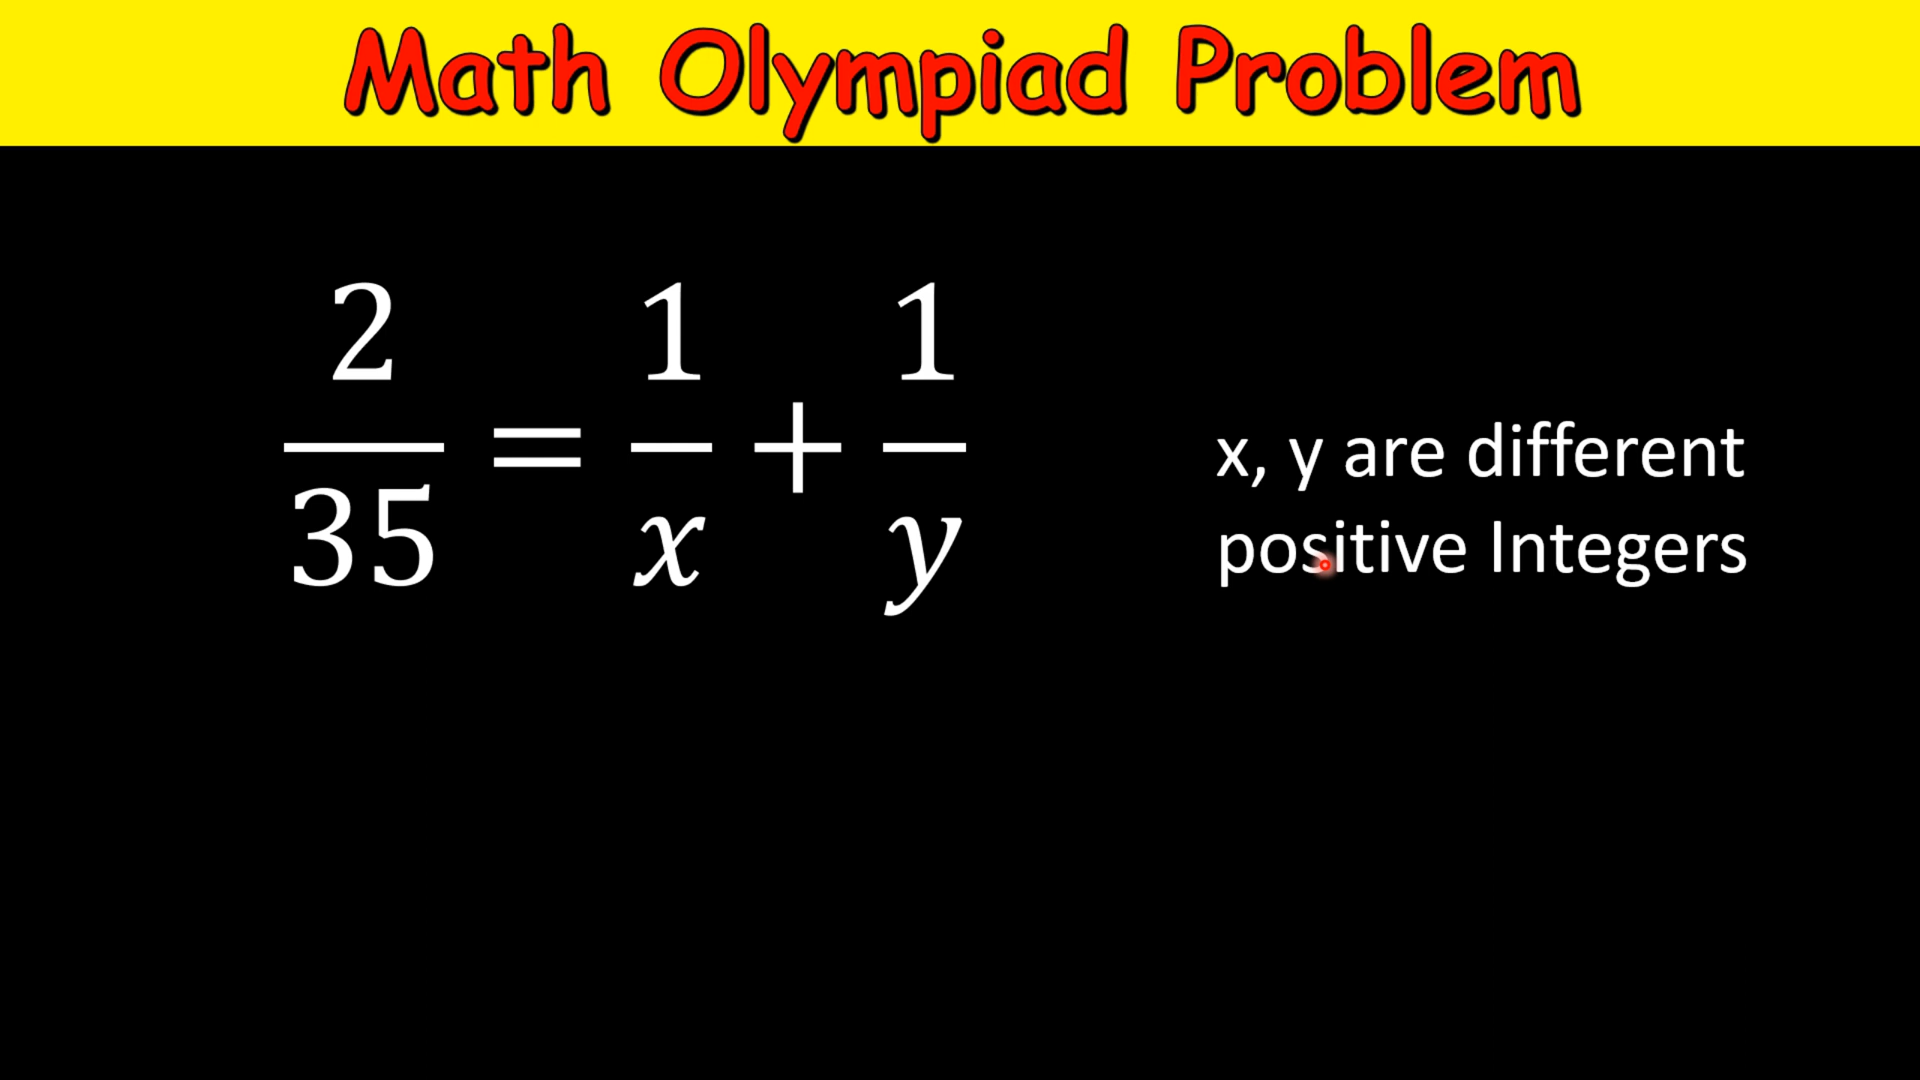 Math Olympiad Problem
2/35 = 1/x + 1/y
x, y are different
positive Integers